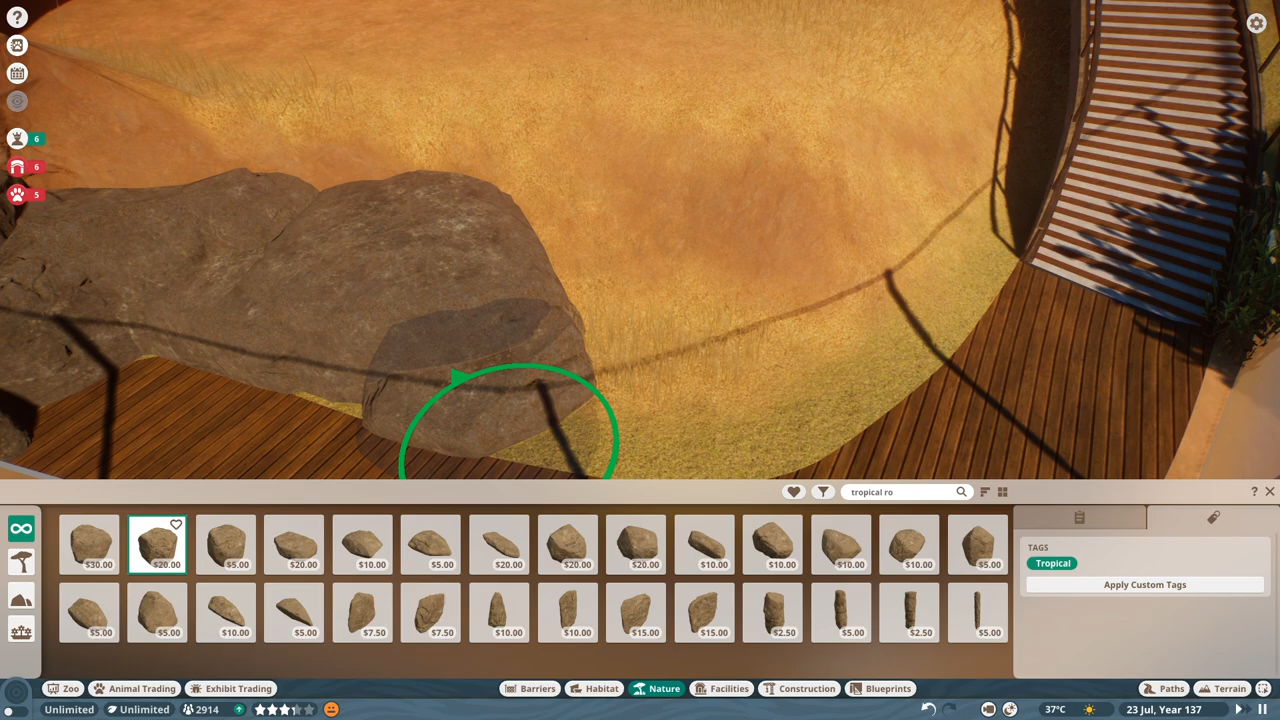 ?
6
6
5
tropical ro
?
$30.00 $20.00 $5.00 $20.00 $10.00 $5.00 $20.00 $20.00 $20.00 $10.00 $10.00 $10.00 $10.00 $5.00
$5.00 $5.00 $10.00 $5.00 $7.50 $7.50 $10.00 $10.00 $15.00 $15.00 $2.50 $5.00 $2.50 $5.00
TAGS
Tropical
Apply Custom Tags
Zoo Animal Trading Exhibit Trading Barriers Habitat Nature Facilities Construction Blueprints Paths Terrain
Unlimited Unlimited 2914 37°C 23 Jul, Year 137